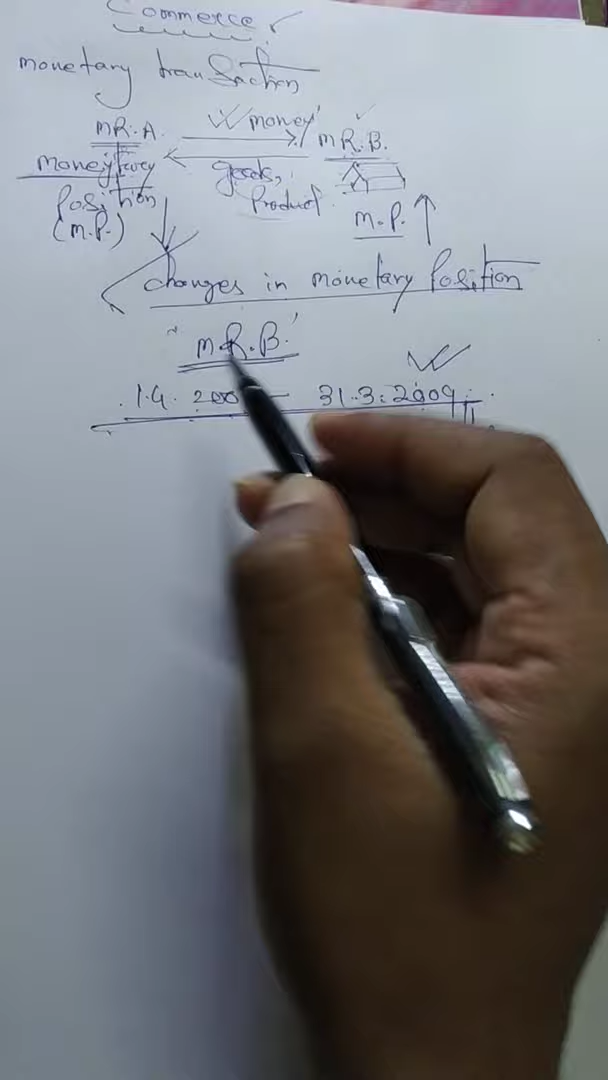 Commerce
monetary transaction
MR. A. money MR. B.
monetary goods,
Position Product
(M.P.) M.P.
changes in monetary Position
"MR. B."
1.4. 200 — 31.3.2009